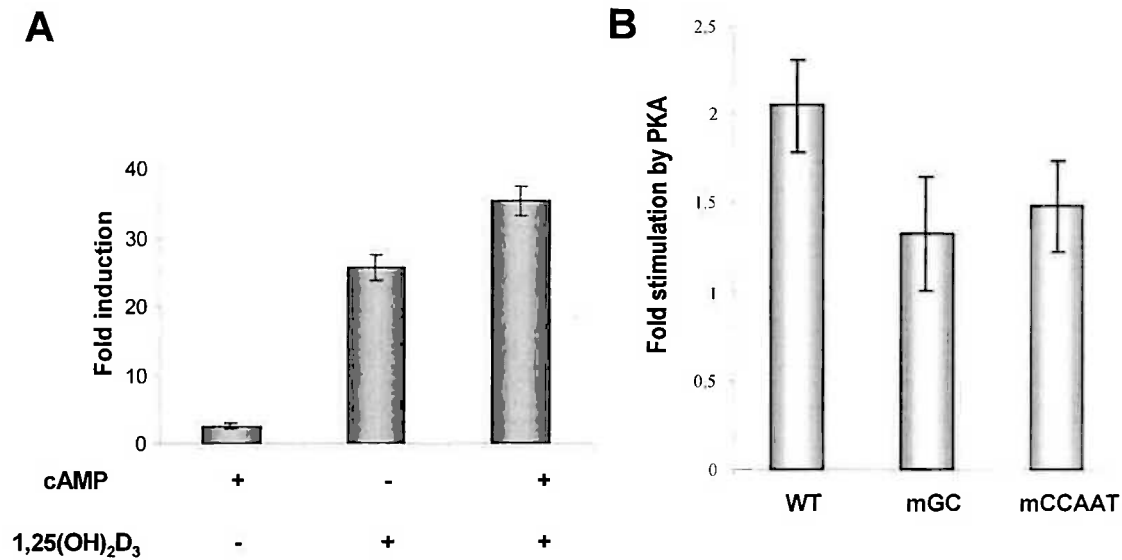 A
Fold induction
40
30
20
10
0
cAMP + - +
1,25(OH)₂D₃ - + +
B
Fold stimulation by PKA
2,5
2
1,5
1
0,5
0
WT mGC mCCAAT